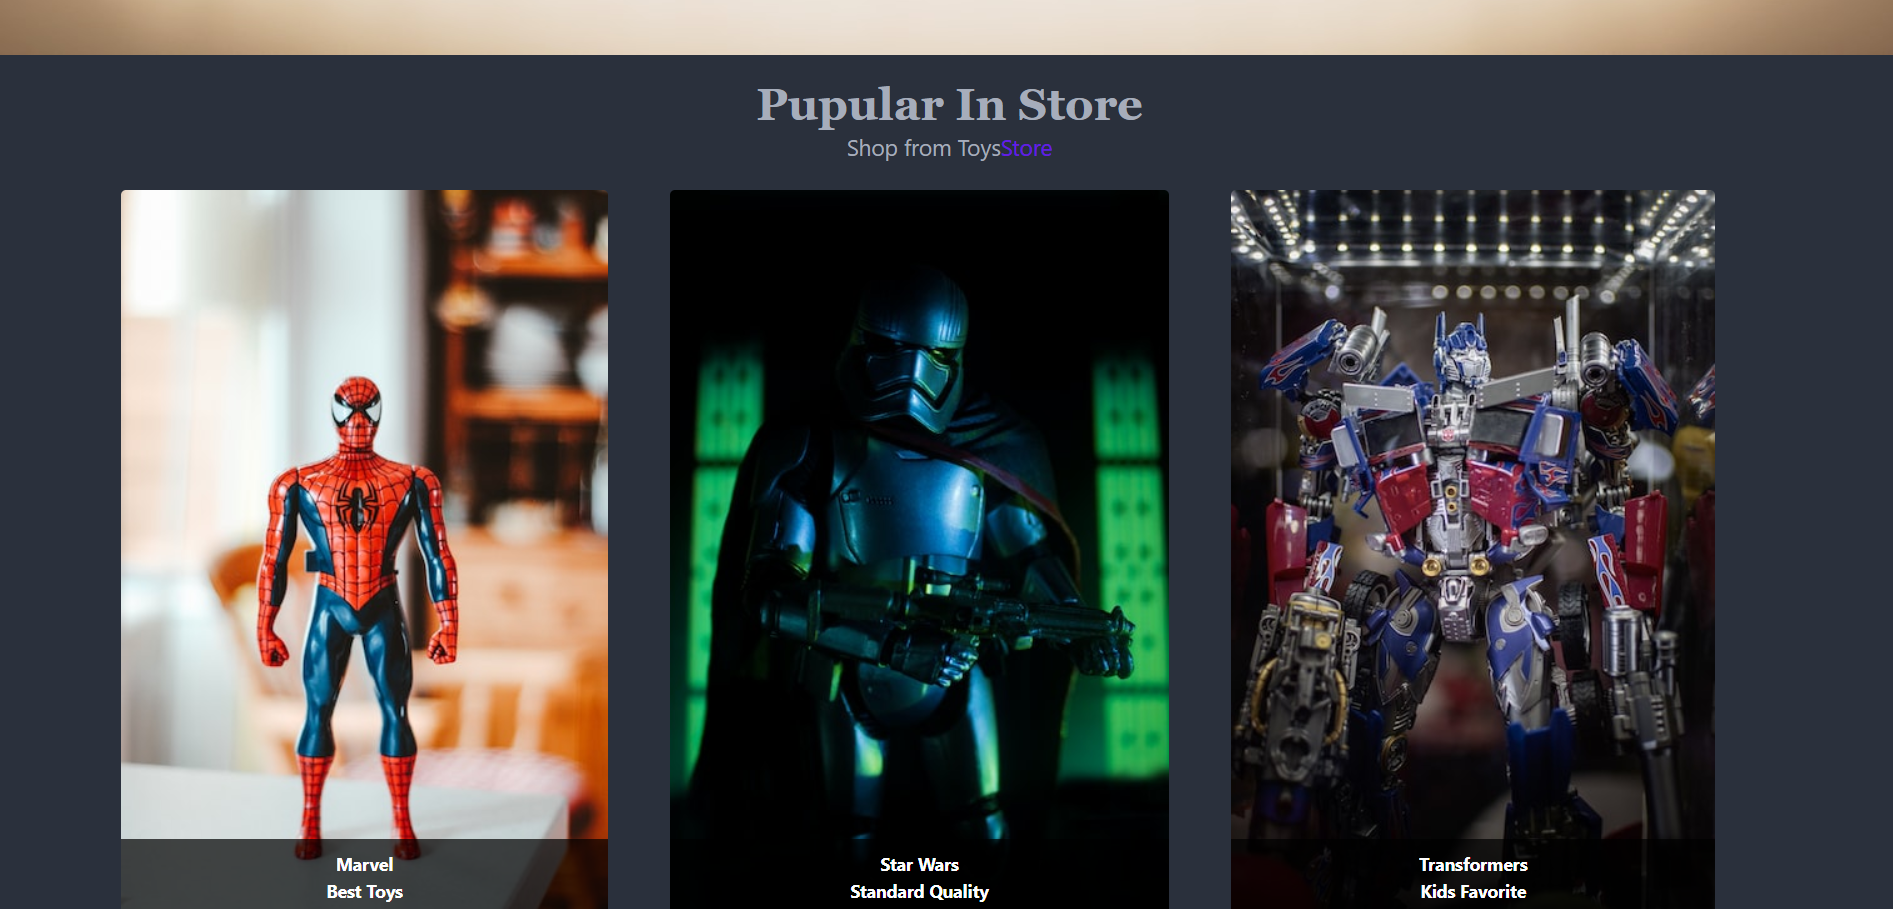 Pupular In Store
Shop from ToysStore
Marvel
Best Toys
Star Wars
Standard Quality
Transformers
Kids Favorite